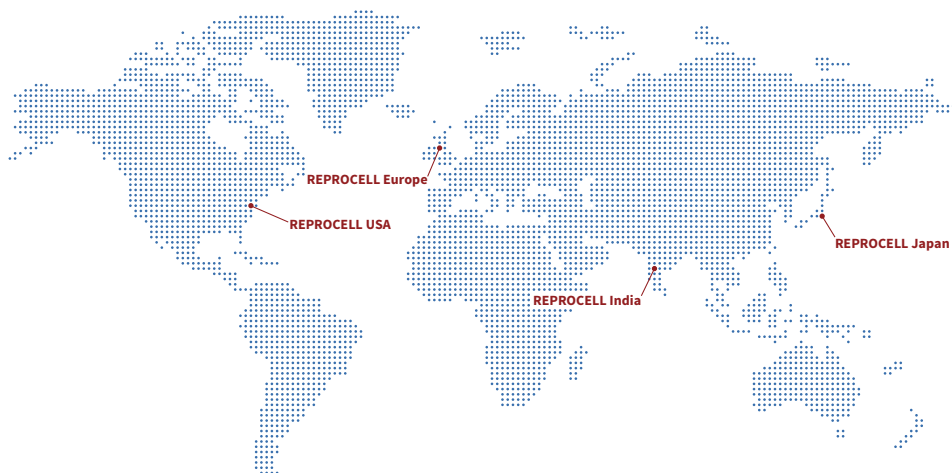 REPROCELL Europe
REPROCELL USA
REPROCELL Japan
REPROCELL India